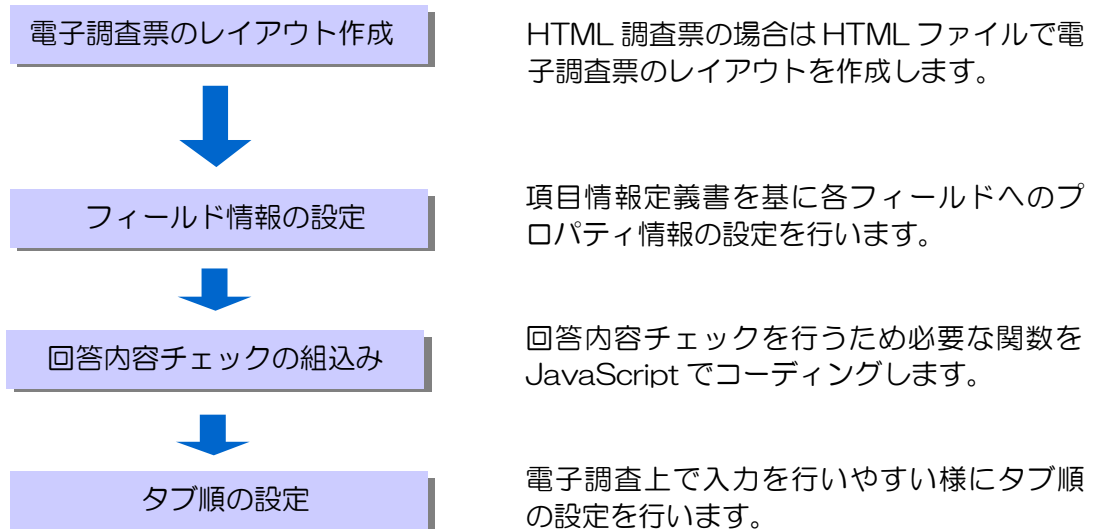 電子調査票のレイアウト作成
HTML 調査票の場合は HTML ファイルで電
子調査票のレイアウトを作成します。
フィールド情報の設定
項目情報定義書を基に各フィールドへのプ
ロパティ情報の設定を行います。
回答内容チェックの組込み
回答内容チェックを行うため必要な関数を
JavaScript でコーディングします。
タブ順の設定
電子調査上で入力を行いやすい様にタブ順
の設定を行います。